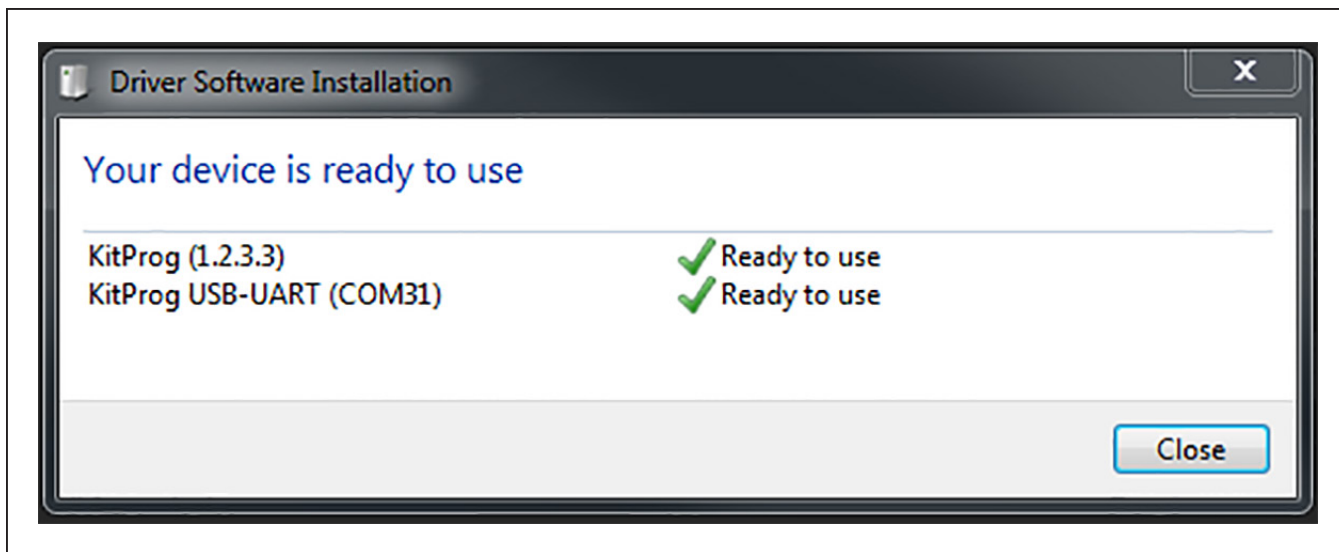 Driver Software Installation
Your device is ready to use
KitProg (1.2.3.3) Ready to use
KitProg USB-UART (COM31) Ready to use
Close